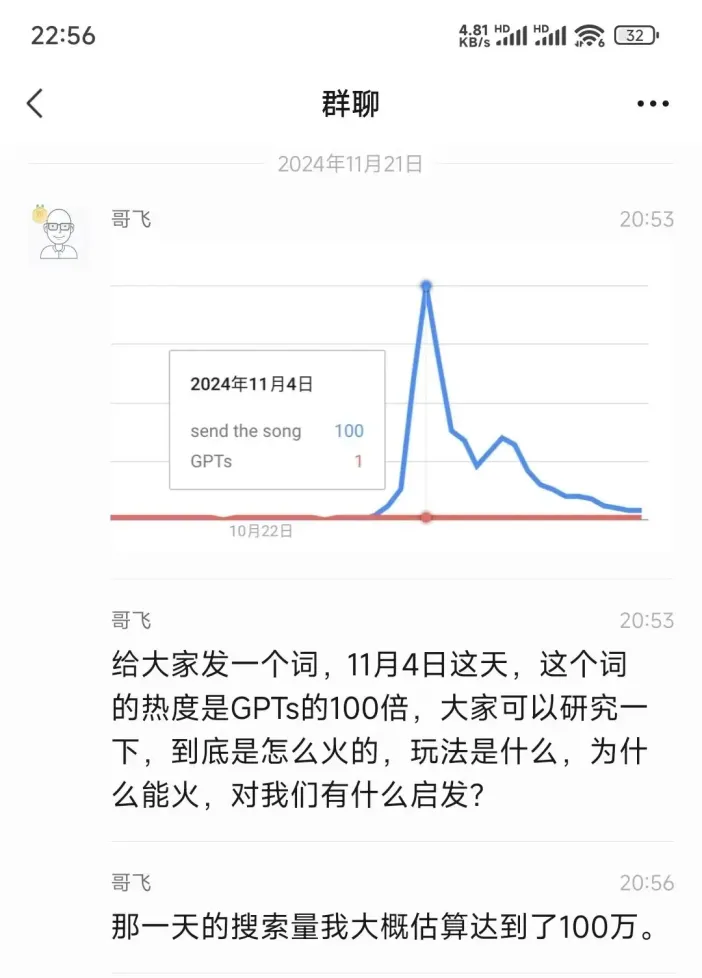 22:56
4.81 KB/s HD HD 6 32
群聊
2024年11月21日
哥飞 20:53
2024年11月4日
send the song 100
GPTs 1
10月22日
哥飞 20:53
给大家发一个词，11月4日这天，这个词
的热度是GPTs的100倍，大家可以研究一
下，到底是怎么火的，玩法是什么，为什
么能火，对我们有什么启发？
哥飞 20:56
那一天的搜索量我大概估算达到了100万。